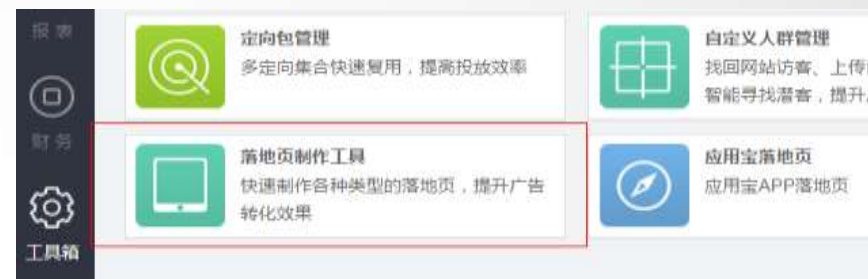 报表
财务
工具箱
定向包管理
多定向集合快速复用，提高投放效率
自定义人群管理
找回网站访客、上传
智能寻找潜客，提升
落地页制作工具
快速制作各种类型的落地页，提升广告
转化效果
应用宝落地页
应用宝APP落地页